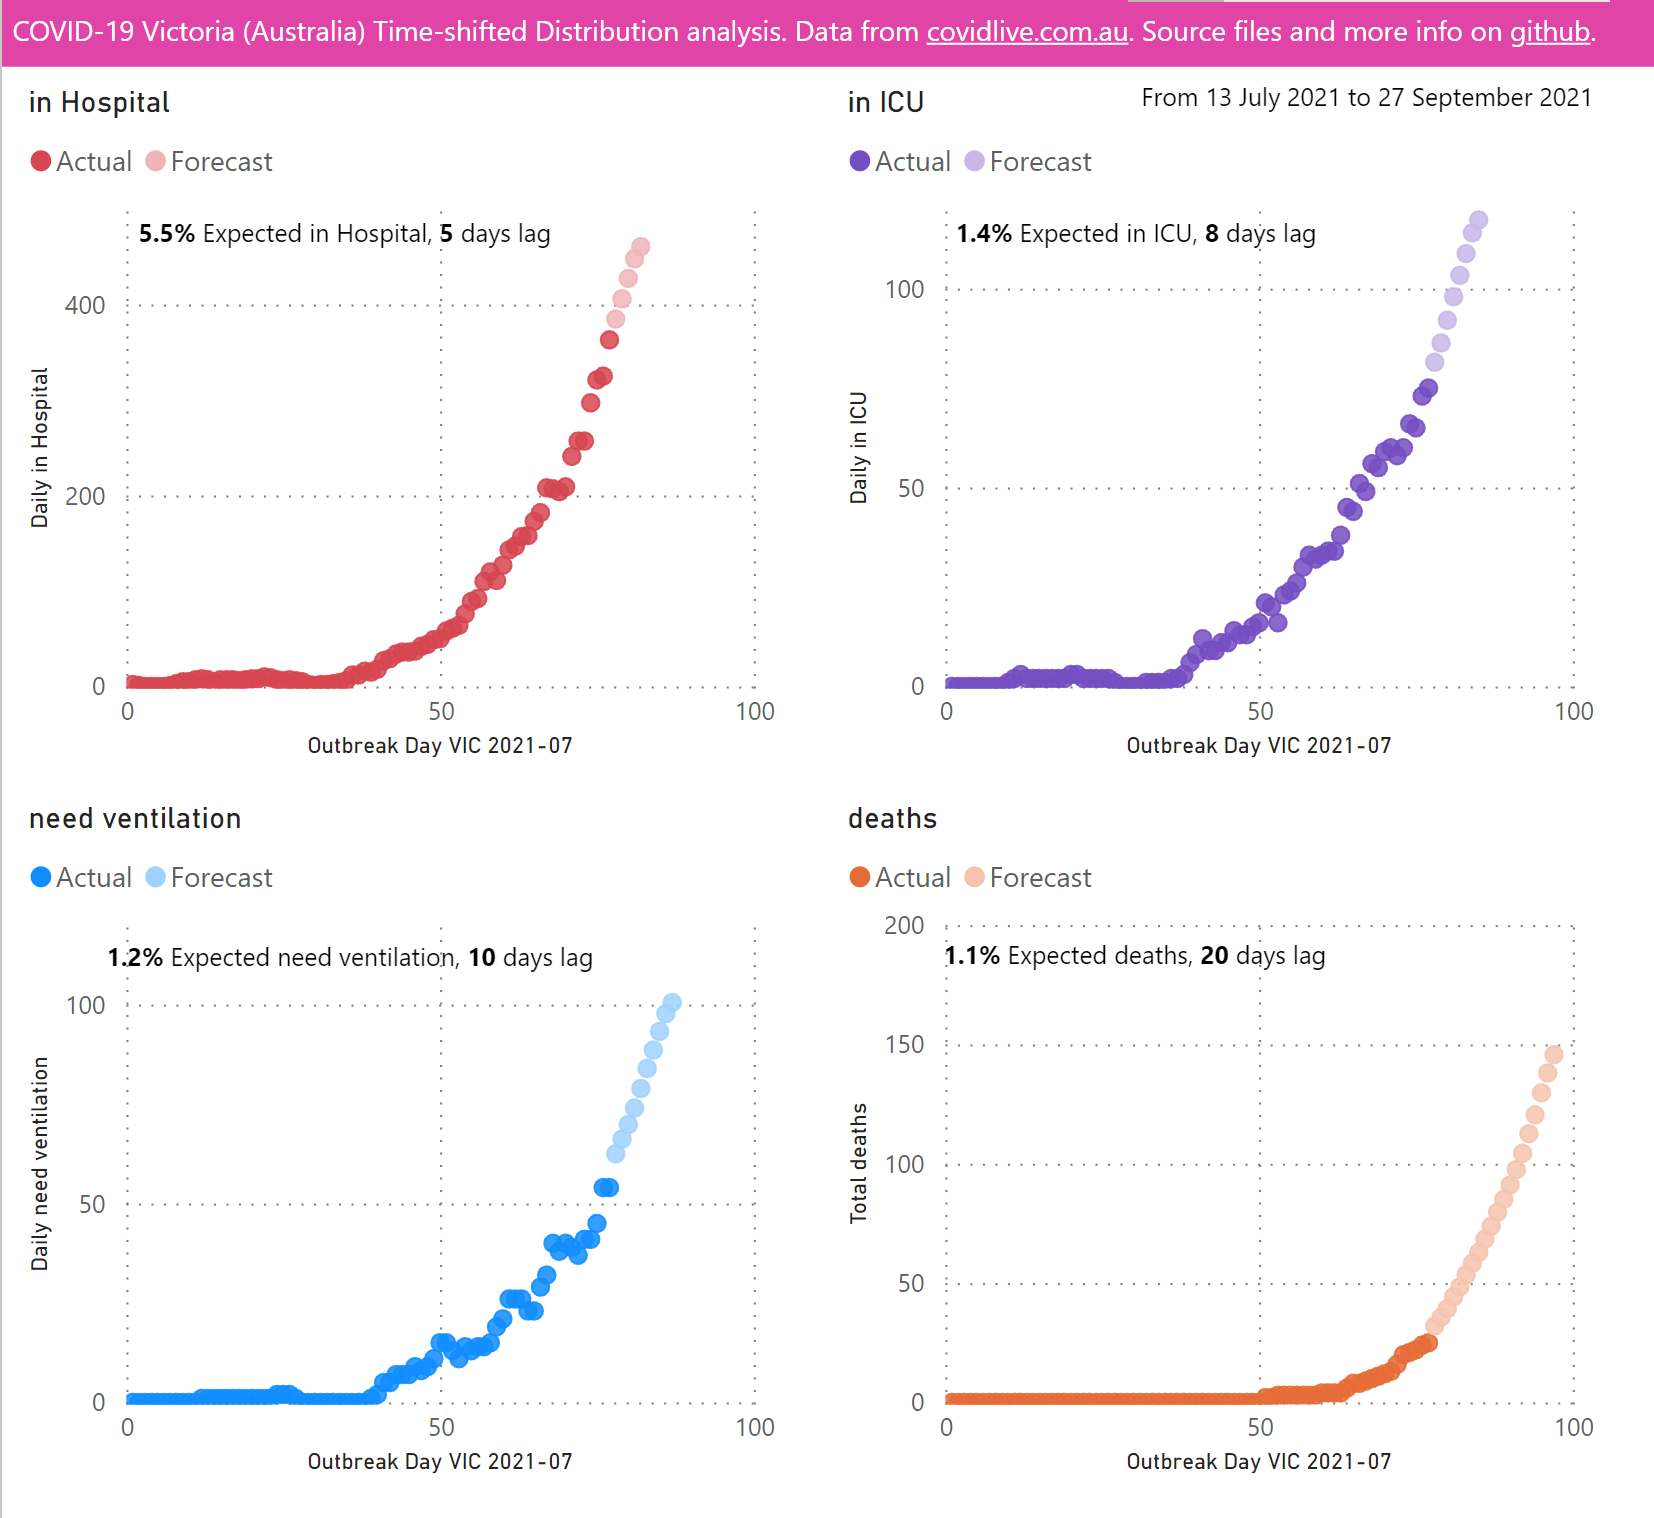 COVID-19 Victoria (Australia) Time-shifted Distribution analysis. Data from covidlive.com.au. Source files and more info on github.
in Hospital
Actual Forecast
5.5% Expected in Hospital, 5 days lag
Daily in Hospital
400
200
0
0 50 100
Outbreak Day VIC 2021-07
in ICU
From 13 July 2021 to 27 September 2021
Actual Forecast
1.4% Expected in ICU, 8 days lag
Daily in ICU
100
50
0
0 50 100
Outbreak Day VIC 2021-07
need ventilation
Actual Forecast
1.2% Expected need ventilation, 10 days lag
Daily need ventilation
100
50
0
0 50 100
Outbreak Day VIC 2021-07
deaths
Actual Forecast
200
1.1% Expected deaths, 20 days lag
Total deaths
150
100
50
0
0 50 100
Outbreak Day VIC 2021-07